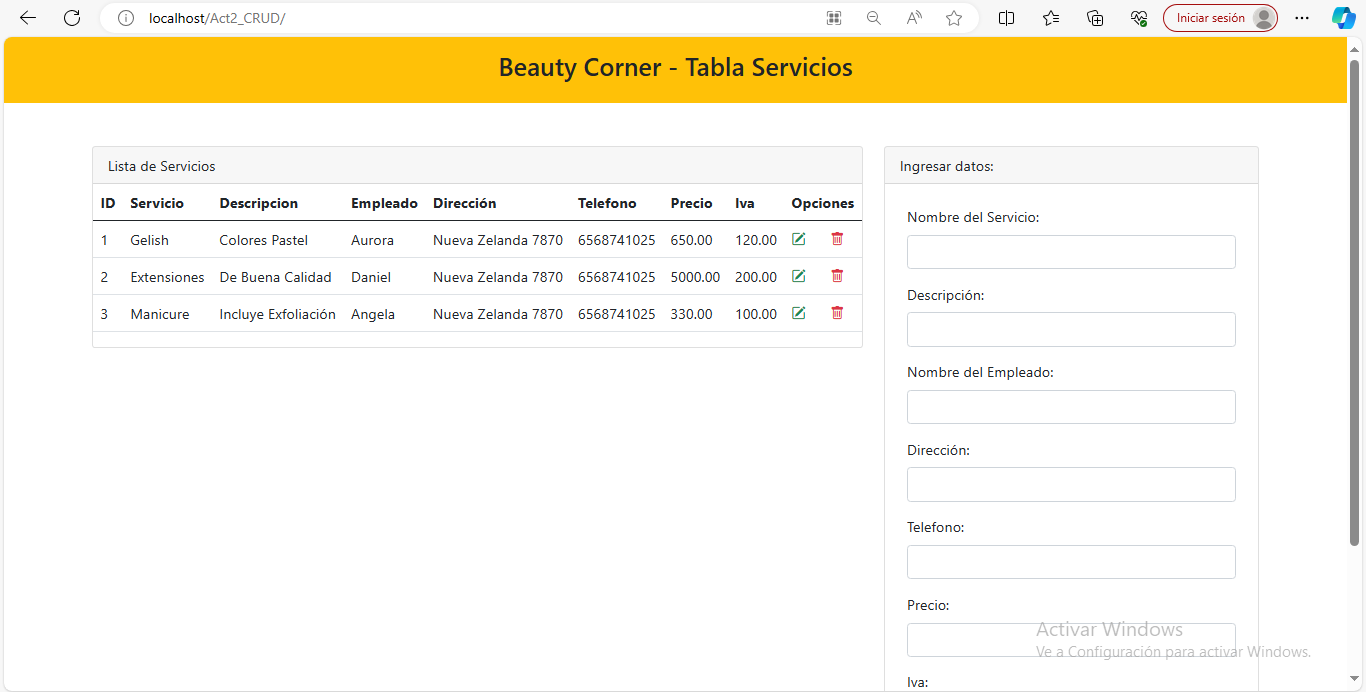 localhost/Act2_CRUD/
Iniciar sesión
Beauty Corner - Tabla Servicios
Lista de Servicios
ID Servicio Descripcion Empleado Dirección Telefono Precio Iva Opciones
1 Gelish Colores Pastel Aurora Nueva Zelanda 7870 6568741025 650.00 120.00
2 Extensiones De Buena Calidad Daniel Nueva Zelanda 7870 6568741025 5000.00 200.00
3 Manicure Incluye Exfoliación Angela Nueva Zelanda 7870 6568741025 330.00 100.00
Ingresar datos:
Nombre del Servicio:
Descripción:
Nombre del Empleado:
Dirección:
Telefono:
Precio:
Iva:
Activar Windows
Ve a Configuración para activar Windows.